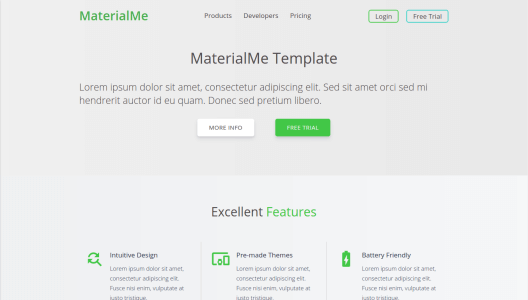 MaterialMe Products Developers Pricing Login Free Trial
MaterialMe Template
Lorem ipsum dolor sit amet, consectetur adipiscing elit. Sed sit amet orci sed mi
hendrerit auctor id eu quam. Donec sed pretium libero.
MORE INFO FREE TRIAL
Excellent Features
Intuitive Design
Lorem ipsum dolor sit amet,
consectetur adipiscing elit.
Fusce nisi enim, vulputate at
justo tristique.
Pre-made Themes
Lorem ipsum dolor sit amet,
consectetur adipiscing elit.
Fusce nisi enim, vulputate at
justo tristique.
Battery Friendly
Lorem ipsum dolor sit amet,
consectetur adipiscing elit.
Fusce nisi enim, vulputate at
justo tristique.